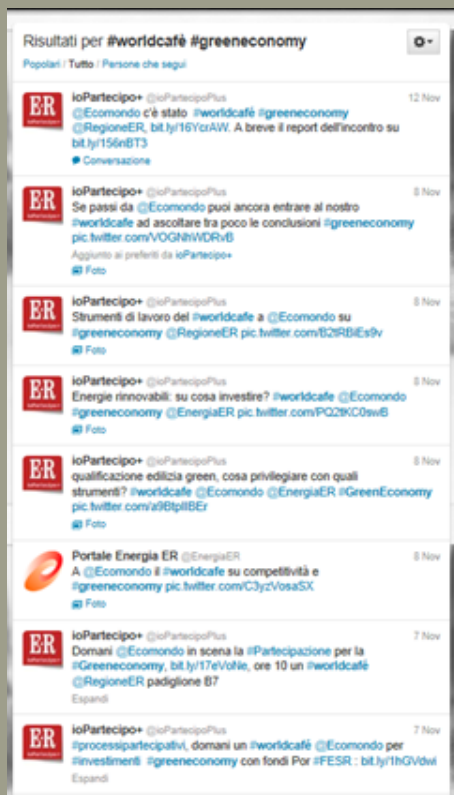 Risultati per #worldcafè #greeneconomy
Popolari / Tutto / Persone che segui
ioPartecipo+ @ioPartecipoPlus 12 Nov
@Ecomondo c'è stato #worldcafè #greeneconomy
@RegioneER, bit.ly/16YcrAW. A breve il report dell'incontro su
bit.ly/156nBT3
Conversazione
ioPartecipo+ @ioPartecipoPlus 8 Nov
Se passi da @Ecomondo puoi ancora entrare al nostro
#worldcafe ad ascoltare tra poco le conclusioni #greeneconomy
pic.twitter.com/VOGNhWDRvB
Aggiunto ai preferiti da ioPartecipo+
Foto
ioPartecipo+ @ioPartecipoPlus 8 Nov
Strumenti di lavoro del #worldcafe a @Ecomondo su
#greeneconomy @RegioneER pic.twitter.com/B2tRBiEs9v
Foto
ioPartecipo+ @ioPartecipoPlus 8 Nov
Energie rinnovabili: su cosa investire? #worldcafe @Ecomondo
#greeneconomy @EnergiaER pic.twitter.com/PQ2tKC0swB
Foto
ioPartecipo+ @ioPartecipoPlus 8 Nov
qualificazione edilizia green, cosa privilegiare con quali
strumenti? #worldcafe @Ecomondo @EnergiaER #GreenEconomy
pic.twitter.com/a9BtpIIBEr
Foto
Portale Energia ER @EnergiaER 8 Nov
A @Ecomondo il #worldcafe su competitività e
#greeneconomy pic.twitter.com/C3yzVosaSX
Foto
ioPartecipo+ @ioPartecipoPlus 7 Nov
Domani @Ecomondo in scena la #Partecipazione per la
#Greeneconomy, bit.ly/17eVoNe, ore 10 un #worldcafè
@RegioneER padiglione B7
Espandi
ioPartecipo+ @ioPartecipoPlus 7 Nov
#processipartecipativi, domani un #worldcafè @Ecomondo per
#investimenti #greeneconomy con fondi Por #FESR : bit.ly/1hGVdwi
Espandi